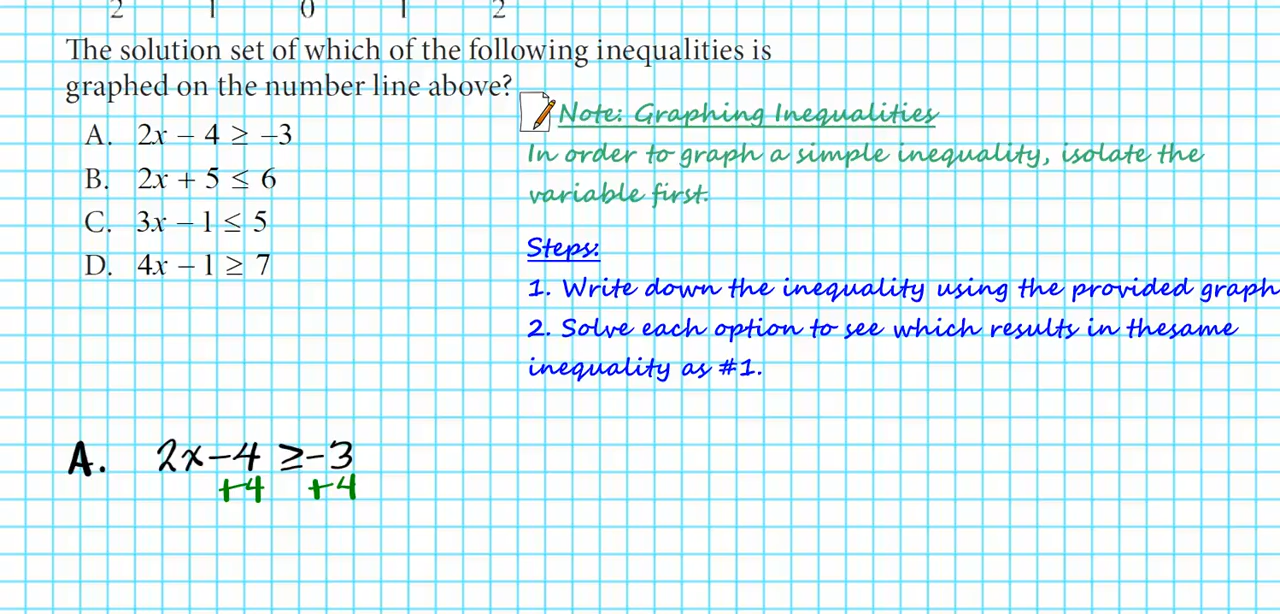 2 1 0 1 2
The solution set of which of the following inequalities is
graphed on the number line above?
Note: Graphing Inequalities
A. 2x – 4 ≥ –3
In order to graph a simple inequality, isolate the
B. 2x + 5 ≤ 6
variable first.
C. 3x – 1 ≤ 5
Steps:
D. 4x – 1 ≥ 7
1. Write down the inequality using the provided graph
2. Solve each option to see which results in thesame
inequality as #1.
A. 2x-4 ≥-3
+4 +4